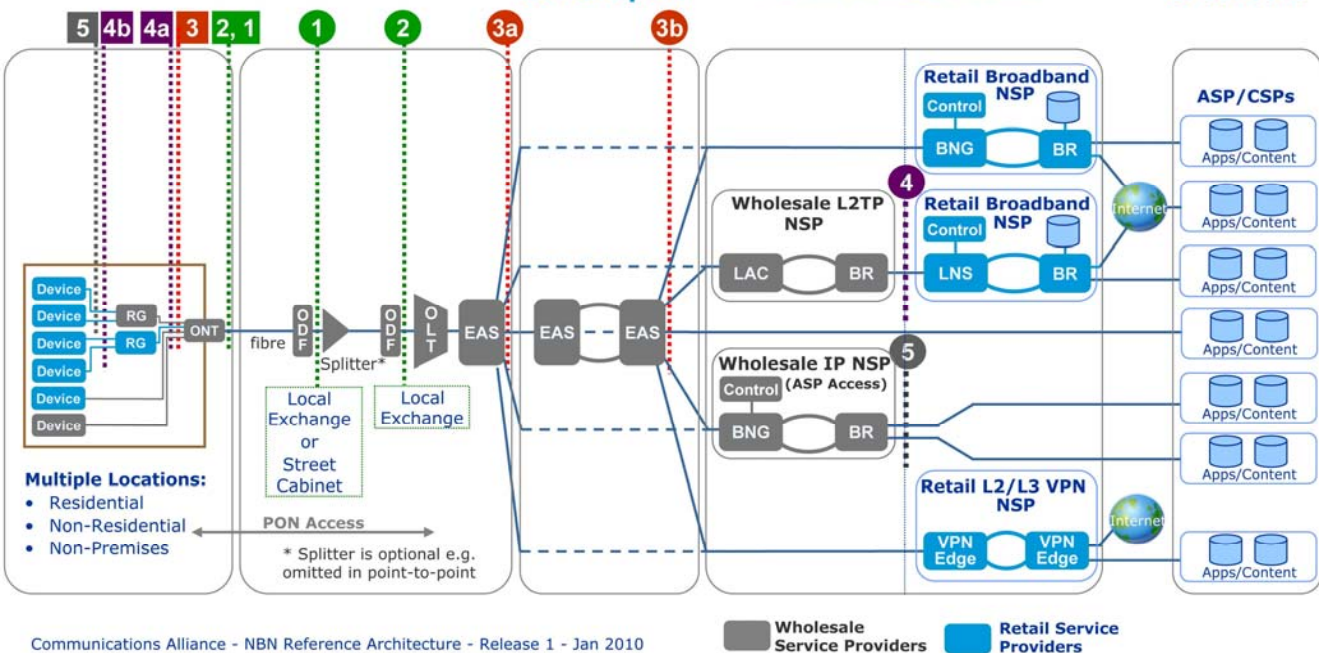 5 4b 4a 3 2, 1 1 2 3a 3b
Retail Broadband
NSP
Control
BNG BR
ASP/CSPs
Apps/Content
4
Wholesale L2TP
NSP
LAC BR
Retail Broadband
NSP
Control
LNS BR
Internet
Apps/Content
Apps/Content
Device
Device
Device
Device
Device
Device
RG
RG
ONT
fibre
ODF
Splitter*
ODF
OLT
EAS
EAS
EAS
Apps/Content
Local
Exchange
or
Street
Cabinet
Local
Exchange
Wholesale IP NSP
(ASP Access)
5
Control
BNG BR
Apps/Content
Apps/Content
Multiple Locations:
• Residential
• Non-Residential
• Non-Premises
PON Access
* Splitter is optional e.g.
omitted in point-to-point
Retail L2/L3 VPN
NSP
VPN
Edge
VPN
Edge
Internet
Apps/Content
Communications Alliance - NBN Reference Architecture - Release 1 - Jan 2010
Wholesale
Service Providers
Retail Service
Providers